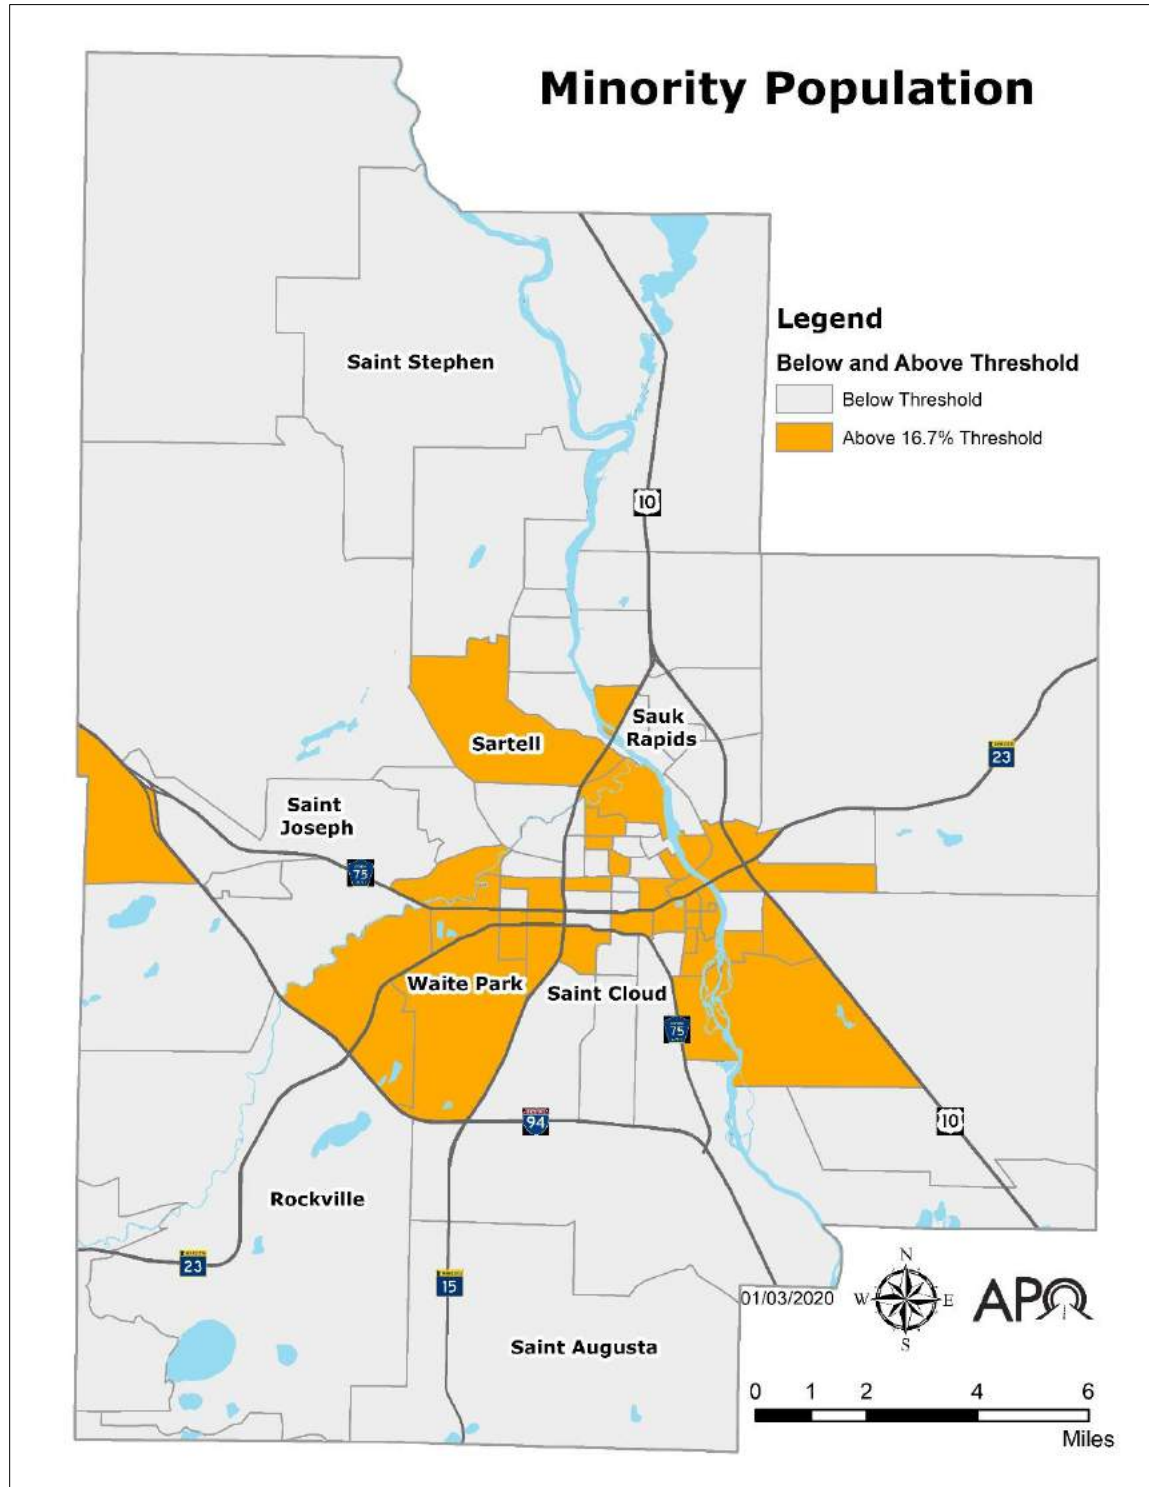 Minority Population
Legend
Below and Above Threshold
Below Threshold
Above 16.7% Threshold
Saint Stephen
10
Sauk
Rapids
Sartell
23
Saint
Joseph
75
Waite Park
Saint Cloud
75
94
10
Rockville
23
15
01/03/2020
N
W
E
S
APO
Saint Augusta
0 1 2 4 6
Miles